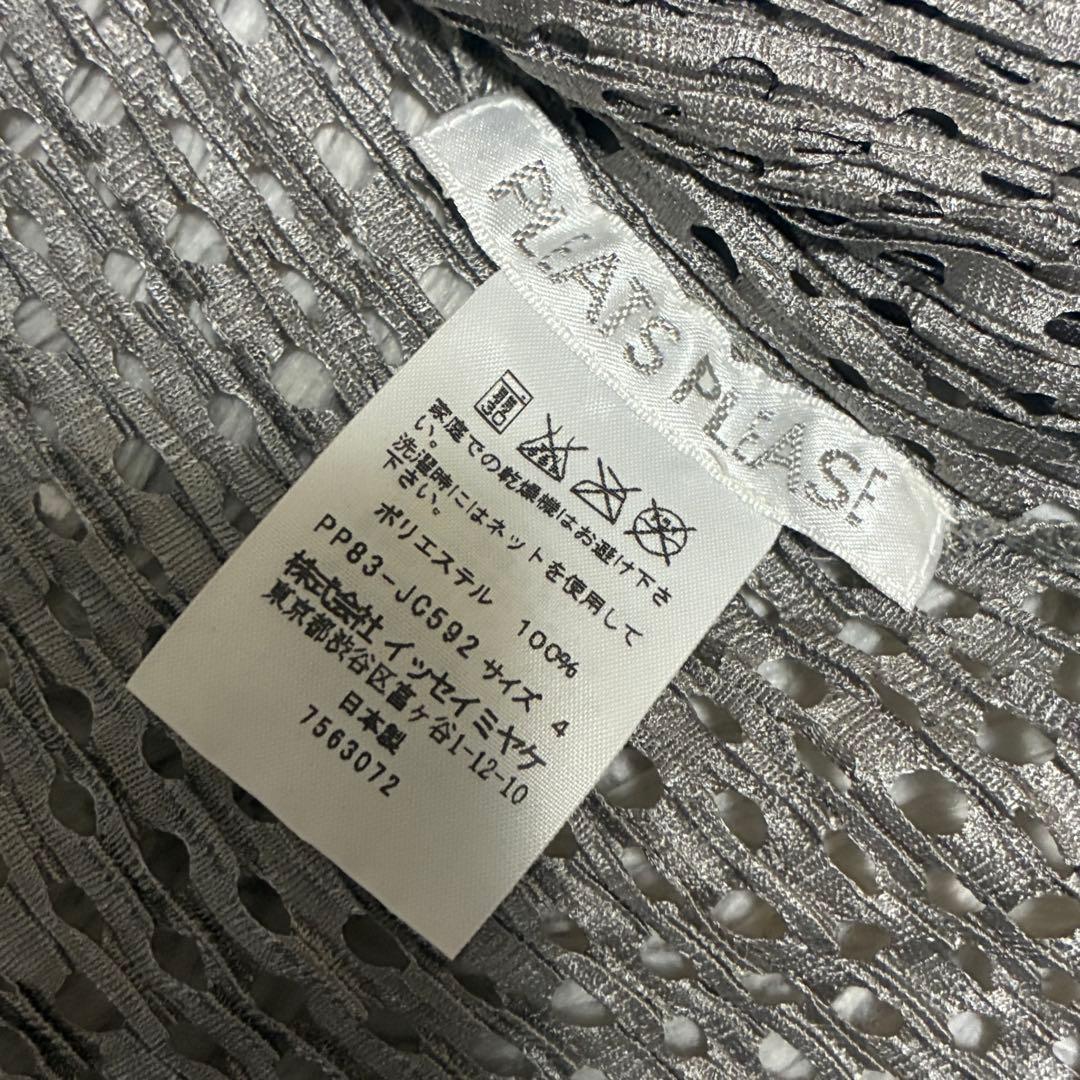 PLEATS PLEASE
家庭での乾燥機はお避け下さ
い。
洗濯時にはネットを使用して
下さい。
ポリエステル 100%
PP83-JC592 サイズ 4
株式会社 イッセイミヤケ
東京都渋谷区富ヶ谷1-12-10
日本製
7563072